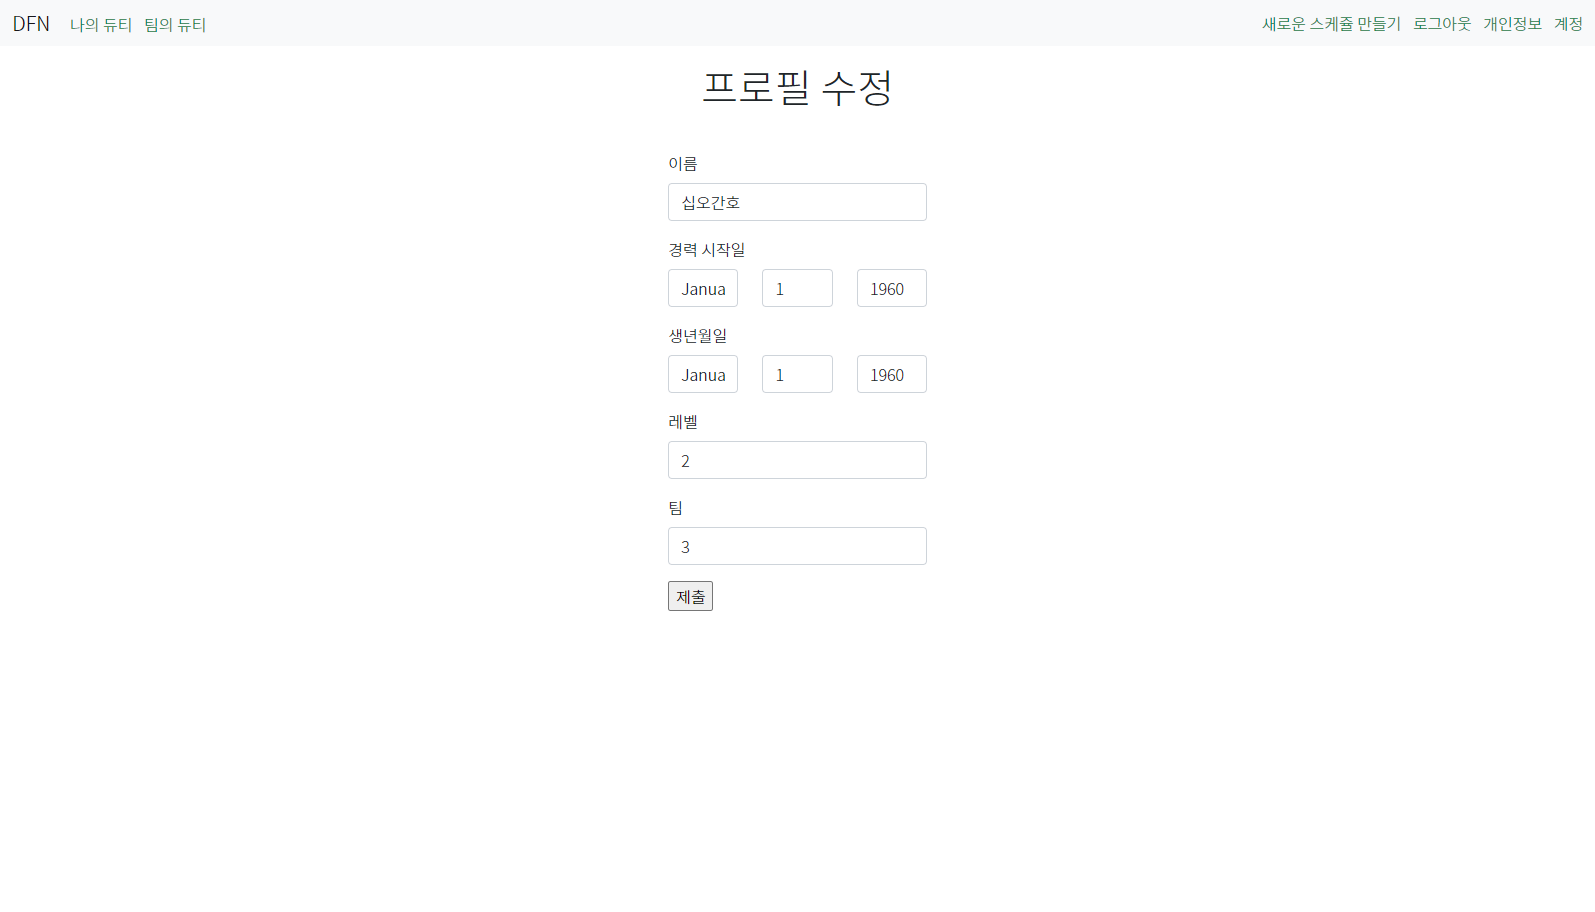 DFN 나의 듀티 팀의 듀티 새로운 스케쥴 만들기 로그아웃 개인정보 계정
프로필 수정
이름
십오간호
경력 시작일
Janua 1 1960
생년월일
Janua 1 1960
레벨
2
팀
3
제출